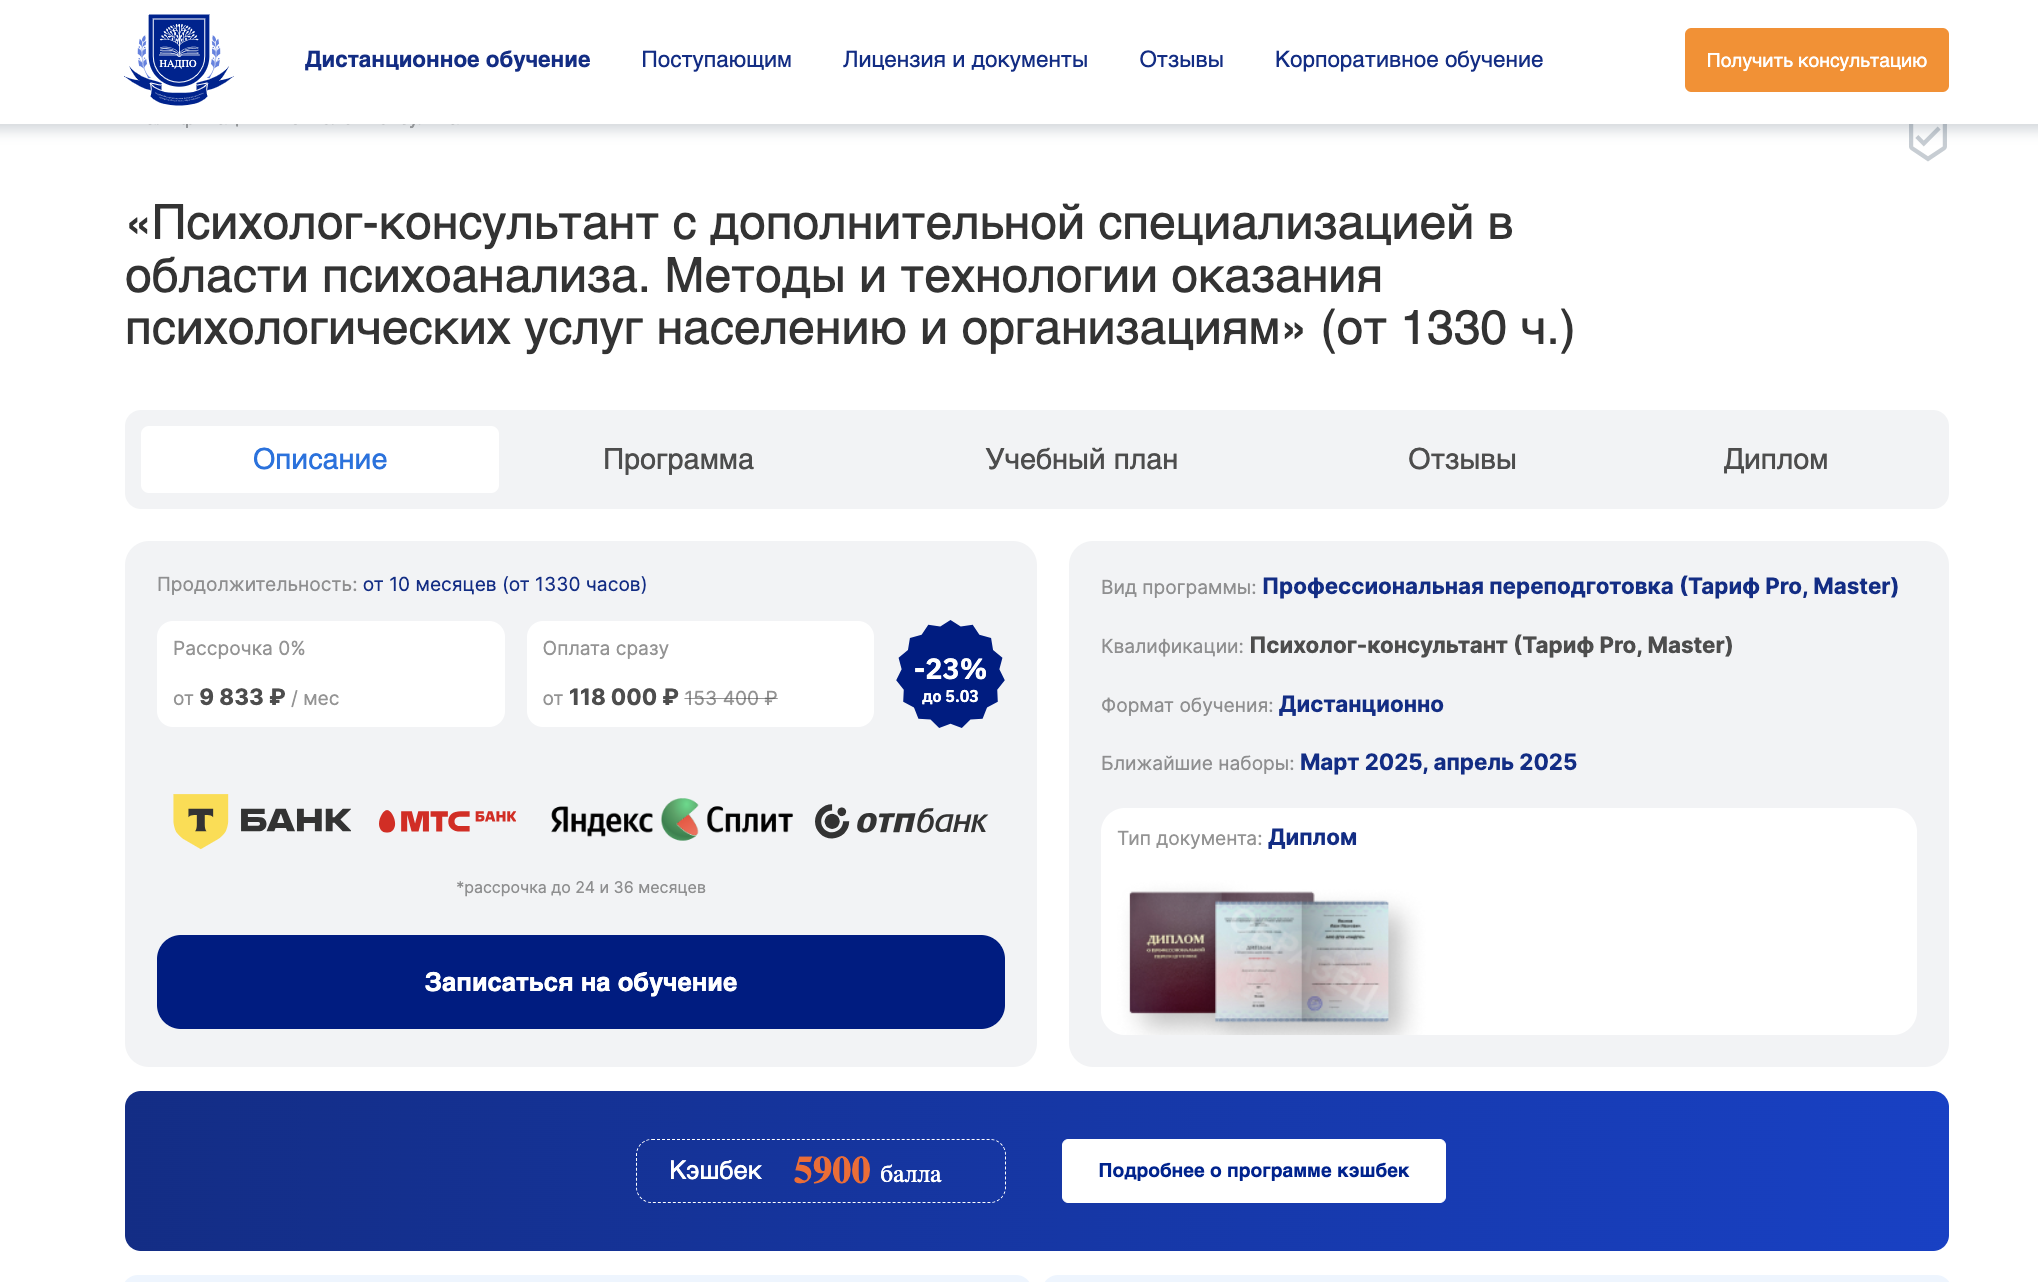 НАДПО
Дистанционное обучение
Поступающим
Лицензия и документы
Отзывы
Корпоративное обучение
Получить консультацию
«Психолог-консультант с дополнительной специализацией в
области психоанализа. Методы и технологии оказания
психологических услуг населению и организациям» (от 1330 ч.)
Описание
Программа
Учебный план
Отзывы
Диплом
Продолжительность: от 10 месяцев (от 1330 часов)
Рассрочка 0%
от 9 833 ₽ / мес
Оплата сразу
от 118 000 ₽ 153 400 ₽
-23%
до 5.03
Т БАНК
МТС БАНК
Яндекс Сплит
отпбанк
*рассрочка до 24 и 36 месяцев
Записаться на обучение
Вид программы: Профессиональная переподготовка (Тариф Pro, Master)
Квалификации: Психолог-консультант (Тариф Pro, Master)
Формат обучения: Дистанционно
Ближайшие наборы: Март 2025, апрель 2025
Тип документа: Диплом
ДИПЛОМ
Кэшбек 5900 балла
Подробнее о программе кэшбек